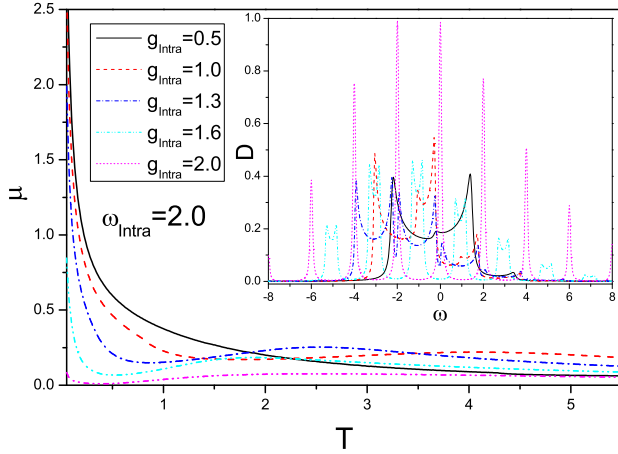 2.5
2.0
1.5
1.0
0.5
0.0
μ
0
1
2
3
4
5
T
g_Intra=0.5
g_Intra=1.0
g_Intra=1.3
g_Intra=1.6
g_Intra=2.0
ω_Intra=2.0
1.0
0.8
0.6
0.4
0.2
0.0
D
-8 -6 -4 -2 0 2 4 6 8
ω